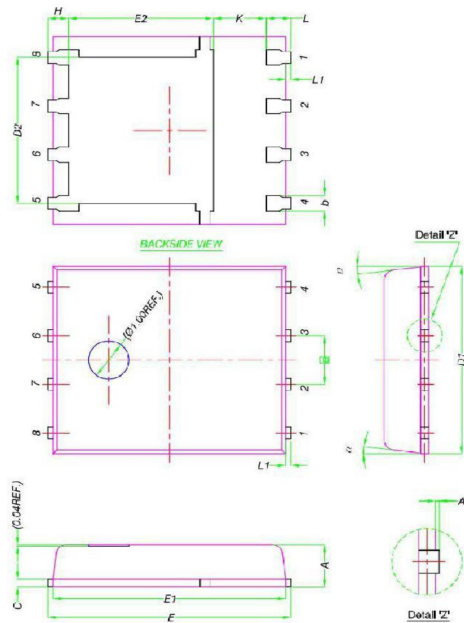 H E2 K L
8 1
L1
7 2
D2
6 3
5 4 b
BACKSIDE VIEW
Detail 'Z'
5 4
(Ø1.00REF.)
6 3
D1
7 2
8 1
L1
(0.04REF.)
A
A
C
E1
E
Detail 'Z'